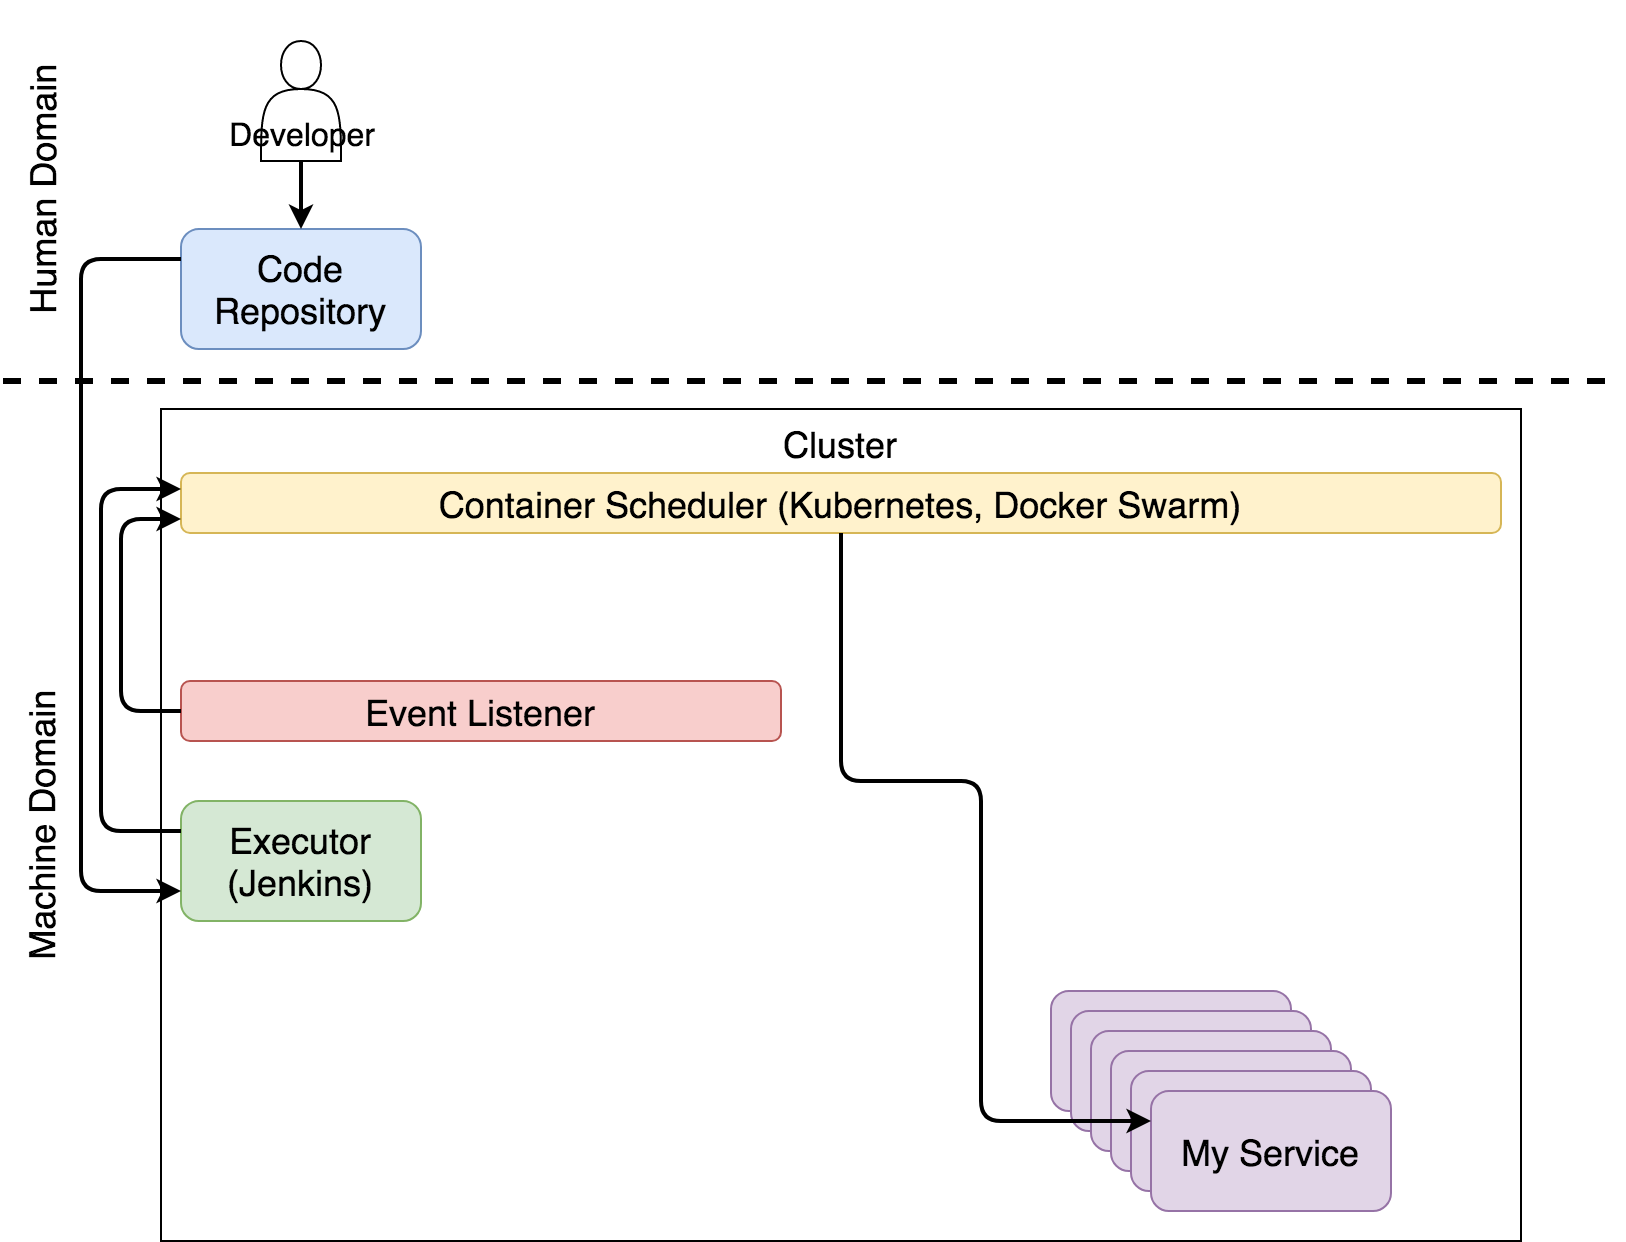 Human Domain
Developer
Code
Repository
Cluster
Container Scheduler (Kubernetes, Docker Swarm)
Machine Domain
Event Listener
Executor
(Jenkins)
My Service